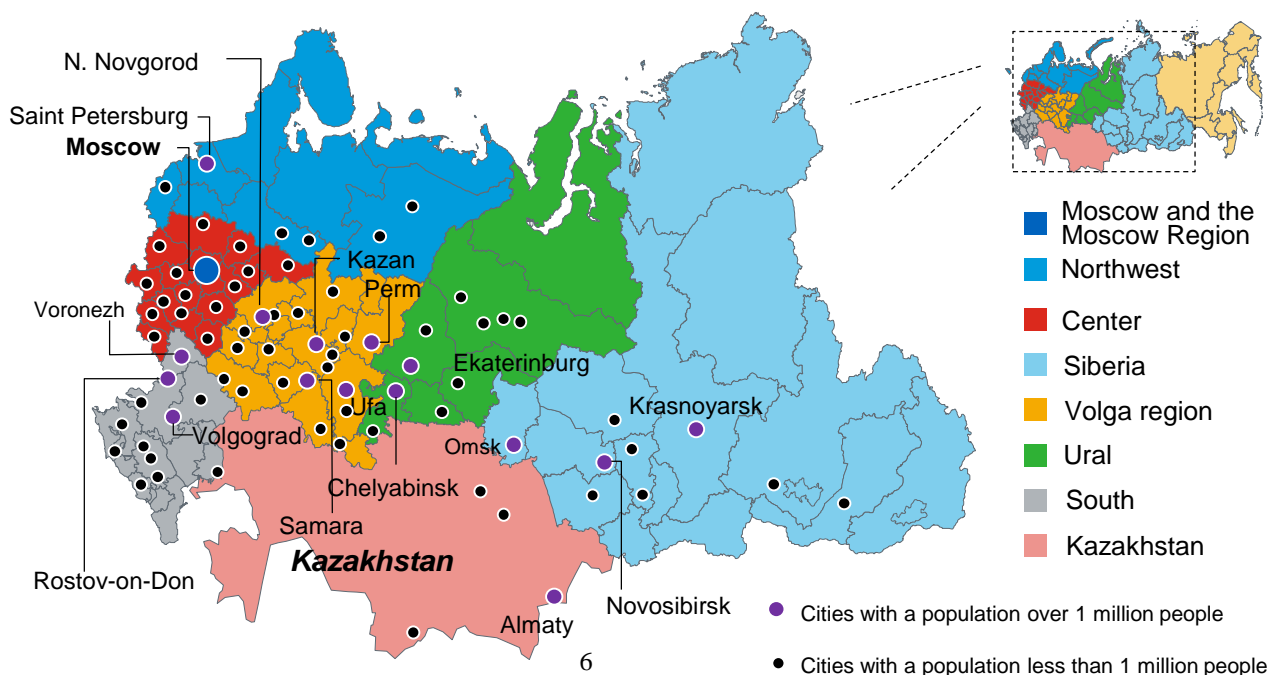 N. Novgorod
Saint Petersburg
Moscow
Kazan
Perm
Voronezh
Ekaterinburg
Krasnoyarsk
Ufa
Volgograd
Omsk
Chelyabinsk
Samara
Kazakhstan
Rostov-on-Don
Novosibirsk
Almaty
Moscow and the
Moscow Region
Northwest
Center
Siberia
Volga region
Ural
South
Kazakhstan
Cities with a population over 1 million people
Cities with a population less than 1 million people
6